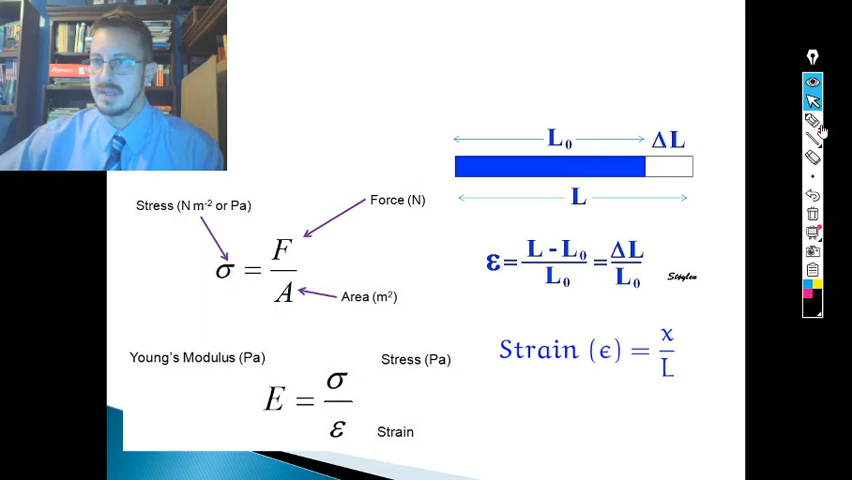 L₀ ΔL
L
Stress (N m⁻² or Pa)
Force (N)
σ = F / A
Area (m²)
ε = L - L₀ / L₀ = ΔL / L₀
Strain (ϵ) = x / L
Young's Modulus (Pa)
Stress (Pa)
E = σ / ε
Strain